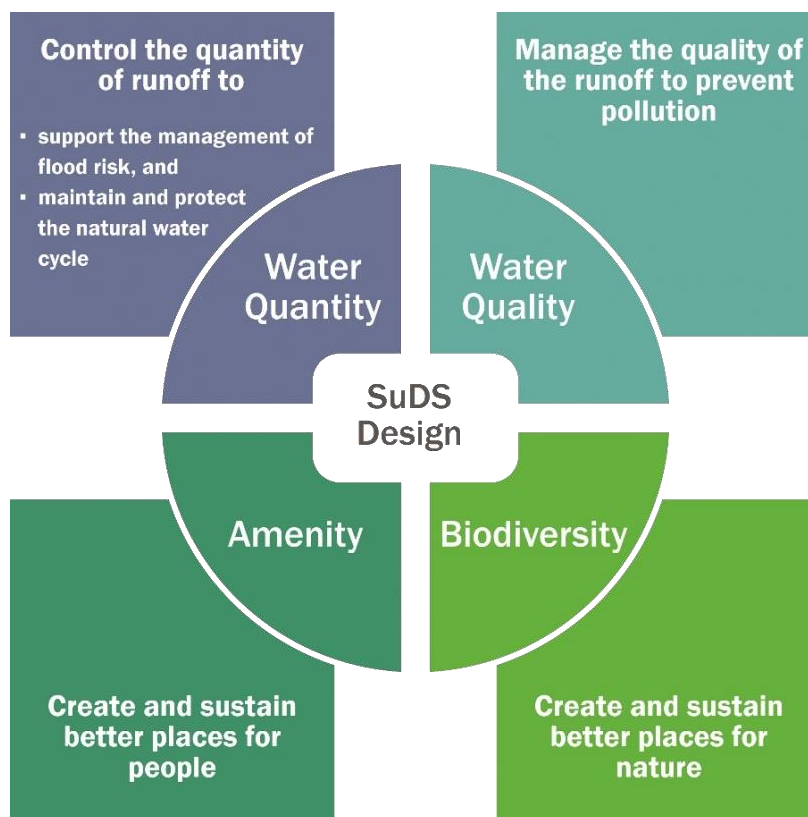 Control the quantity
of runoff to
▪ support the management of
flood risk, and
▪ maintain and protect
the natural water
cycle
Manage the quality of
the runoff to prevent
pollution
Water
Quantity
Water
Quality
SuDS
Design
Amenity
Biodiversity
Create and sustain
better places for
people
Create and sustain
better places for
nature